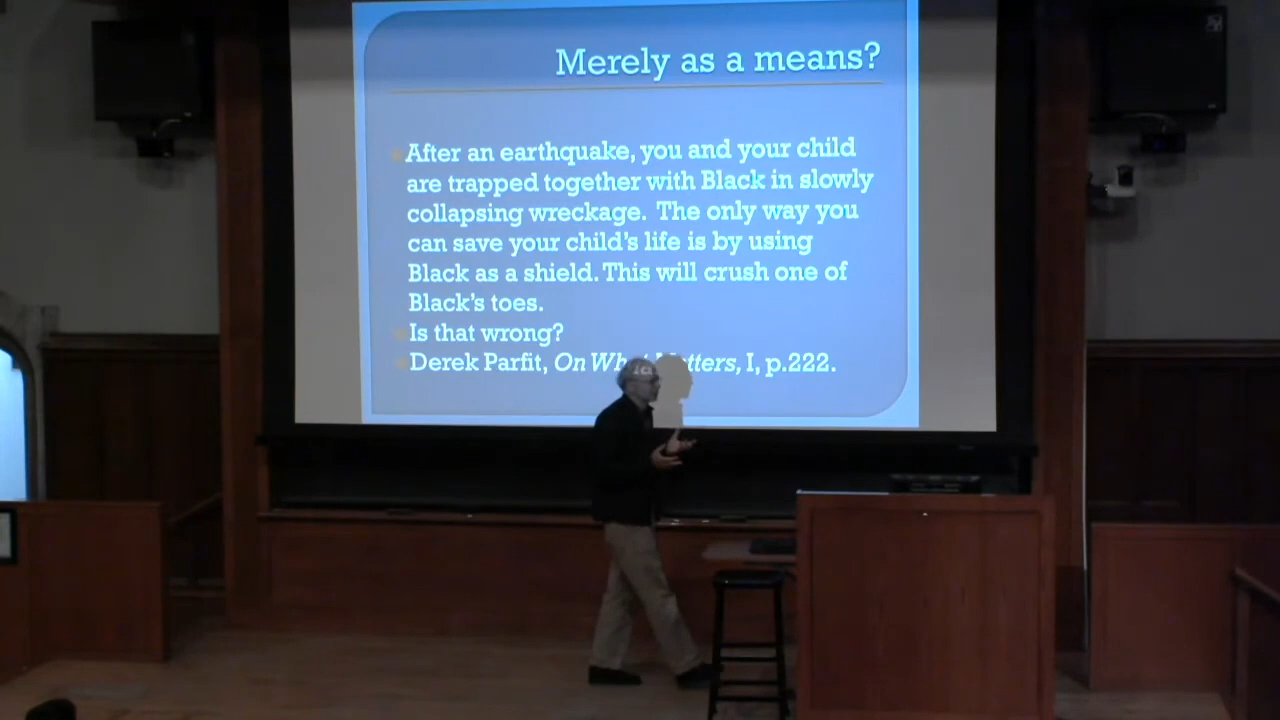 Merely as a means?
After an earthquake, you and your child
are trapped together with Black in slowly
collapsing wreckage. The only way you
can save your child's life is by using
Black as a shield. This will crush one of
Black's toes.
Is that wrong?
Derek Parfit, On What Matters, I, p.222.